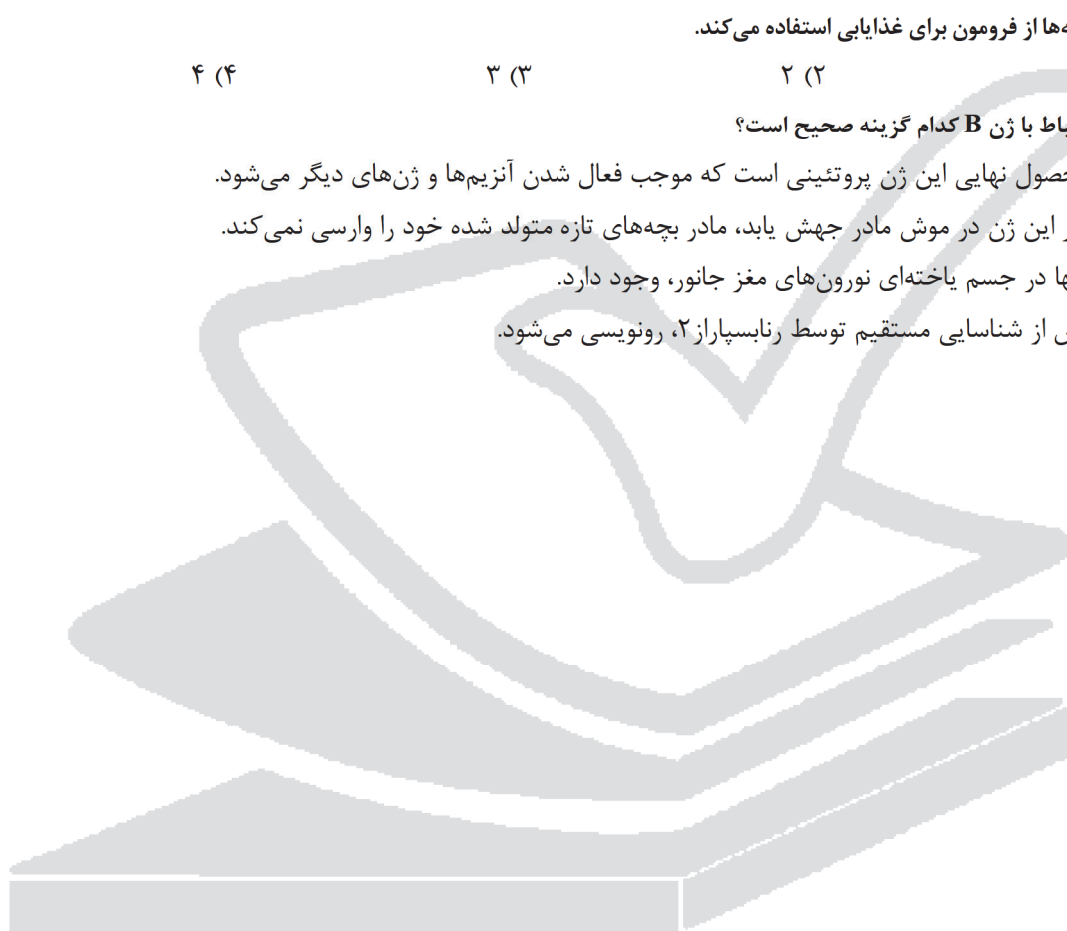 ه‌ها از فرومون برای غذایابی استفاده می‌کند.
۲) ۲ ۳) ۳ ۴) ۴
باط با ژن B کدام گزینه صحیح است؟
حصول نهایی این ژن پروتئینی است که موجب فعال شدن آنزیم‌ها و ژن‌های دیگر می‌شود.
ر این ژن در موش مادر جهش یابد، مادر بچه‌های تازه متولد شده خود را وارسی نمی‌کند.
ها در جسم یاخته‌ای نورون‌های مغز جانور، وجود دارد.
س از شناسایی مستقیم توسط رنابسپاراز۲، رونویسی می‌شود.